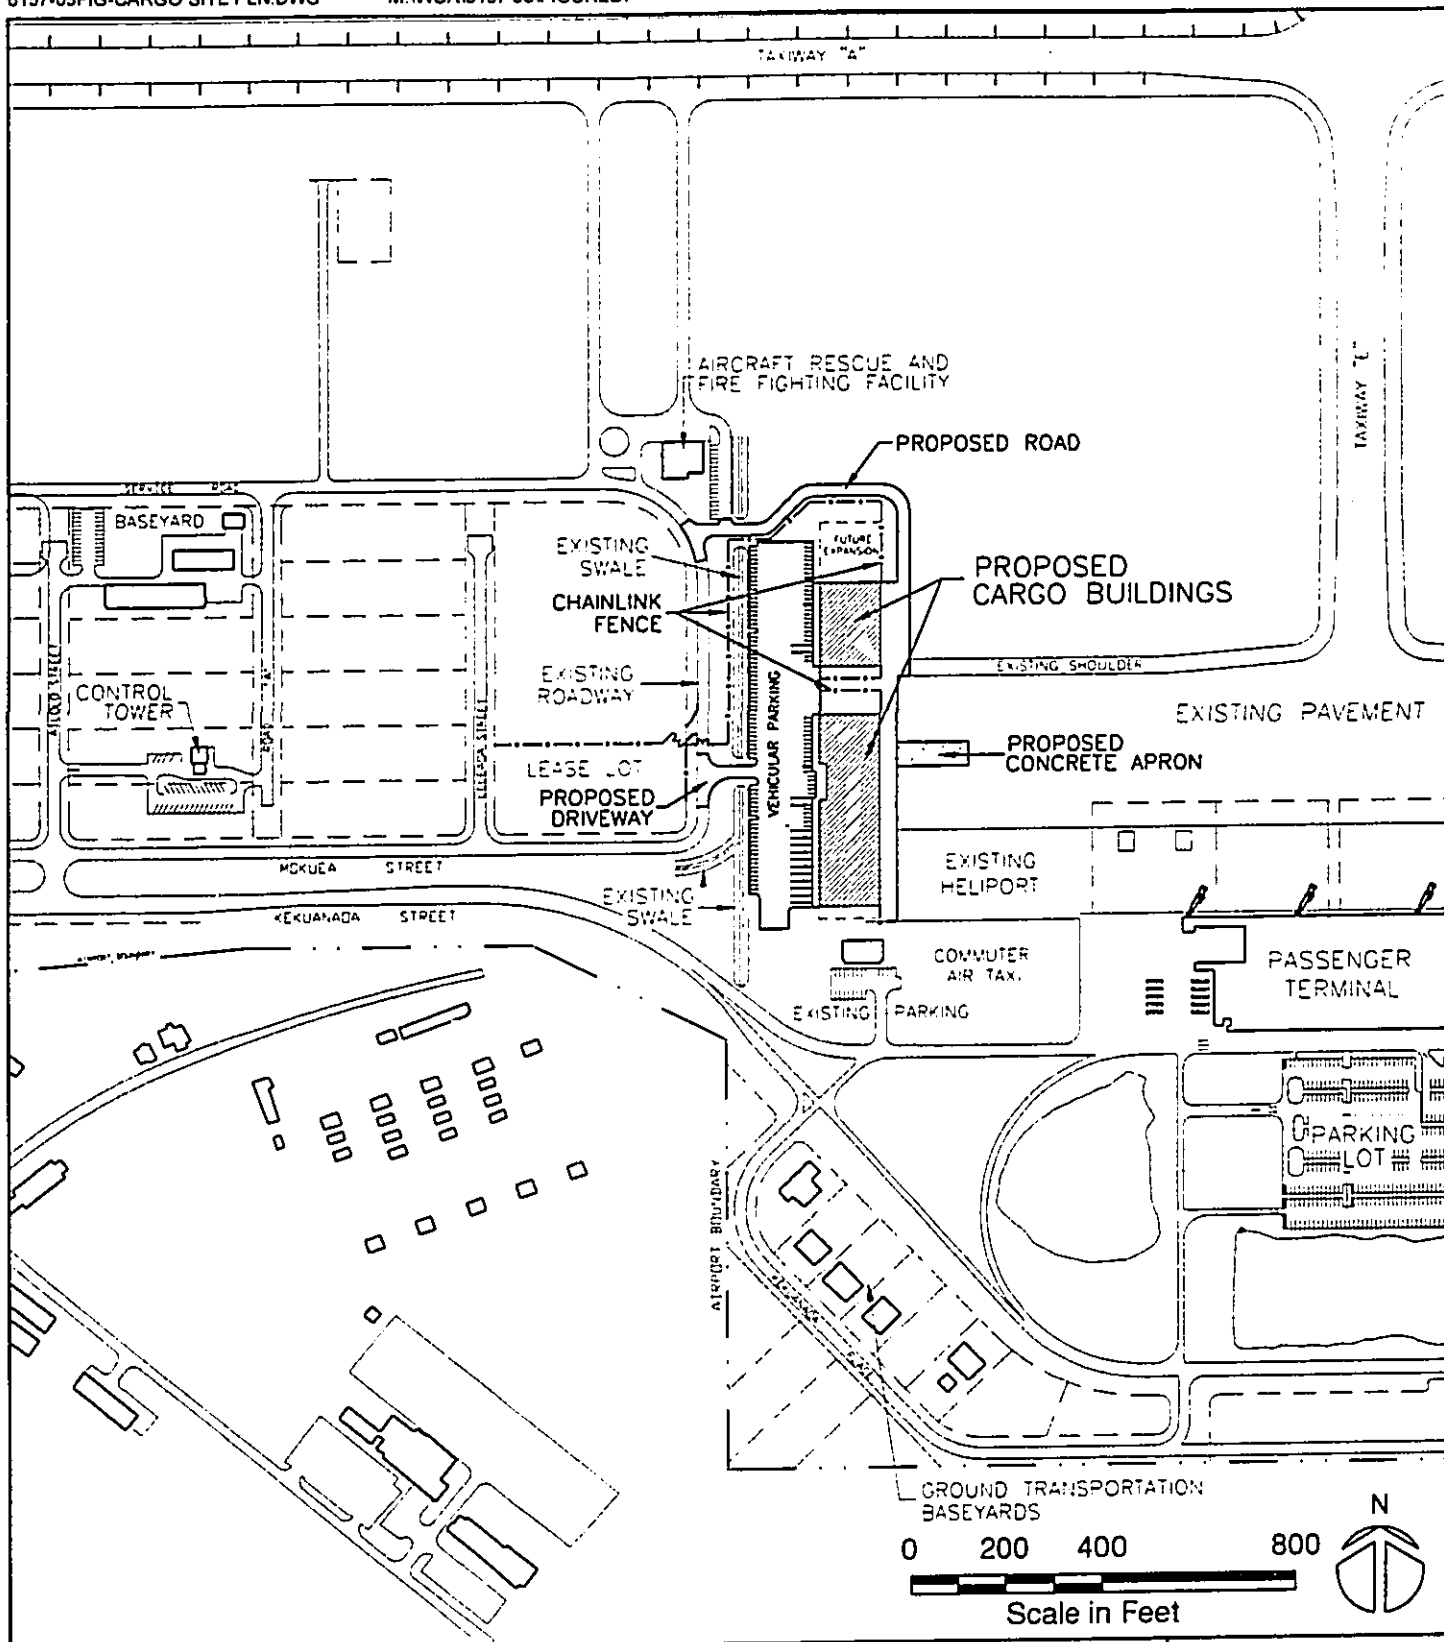 TAXIWAY "A"
AIRCRAFT RESCUE AND
FIRE FIGHTING FACILITY
TAXIWAY "E"
PROPOSED ROAD
SERVICE ROAD
BASEYARD
EXISTING
SWALE
FUTURE
EXPANSION
PROPOSED
CARGO BUILDINGS
CHAINLINK
FENCE
EXISTING
ROADWAY
EXISTING SHOULDER
CONTROL
TOWER
ROAD "A"
LELEAPA STREET
VEHICULAR PARKING
EXISTING PAVEMENT
LEASE LOT
PROPOSED
CONCRETE APRON
PROPOSED
DRIVEWAY
MOKUEA STREET
EXISTING
HELIPORT
EXISTING
SWALE
KEKUANAOA STREET
COMMUTER
AIR TAXI
PASSENGER
TERMINAL
EXISTING PARKING
PARKING
LOT
AIRPORT BOUNDARY
GROUND TRANSPORTATION
BASEYARDS
N
0 200 400 800
Scale in Feet